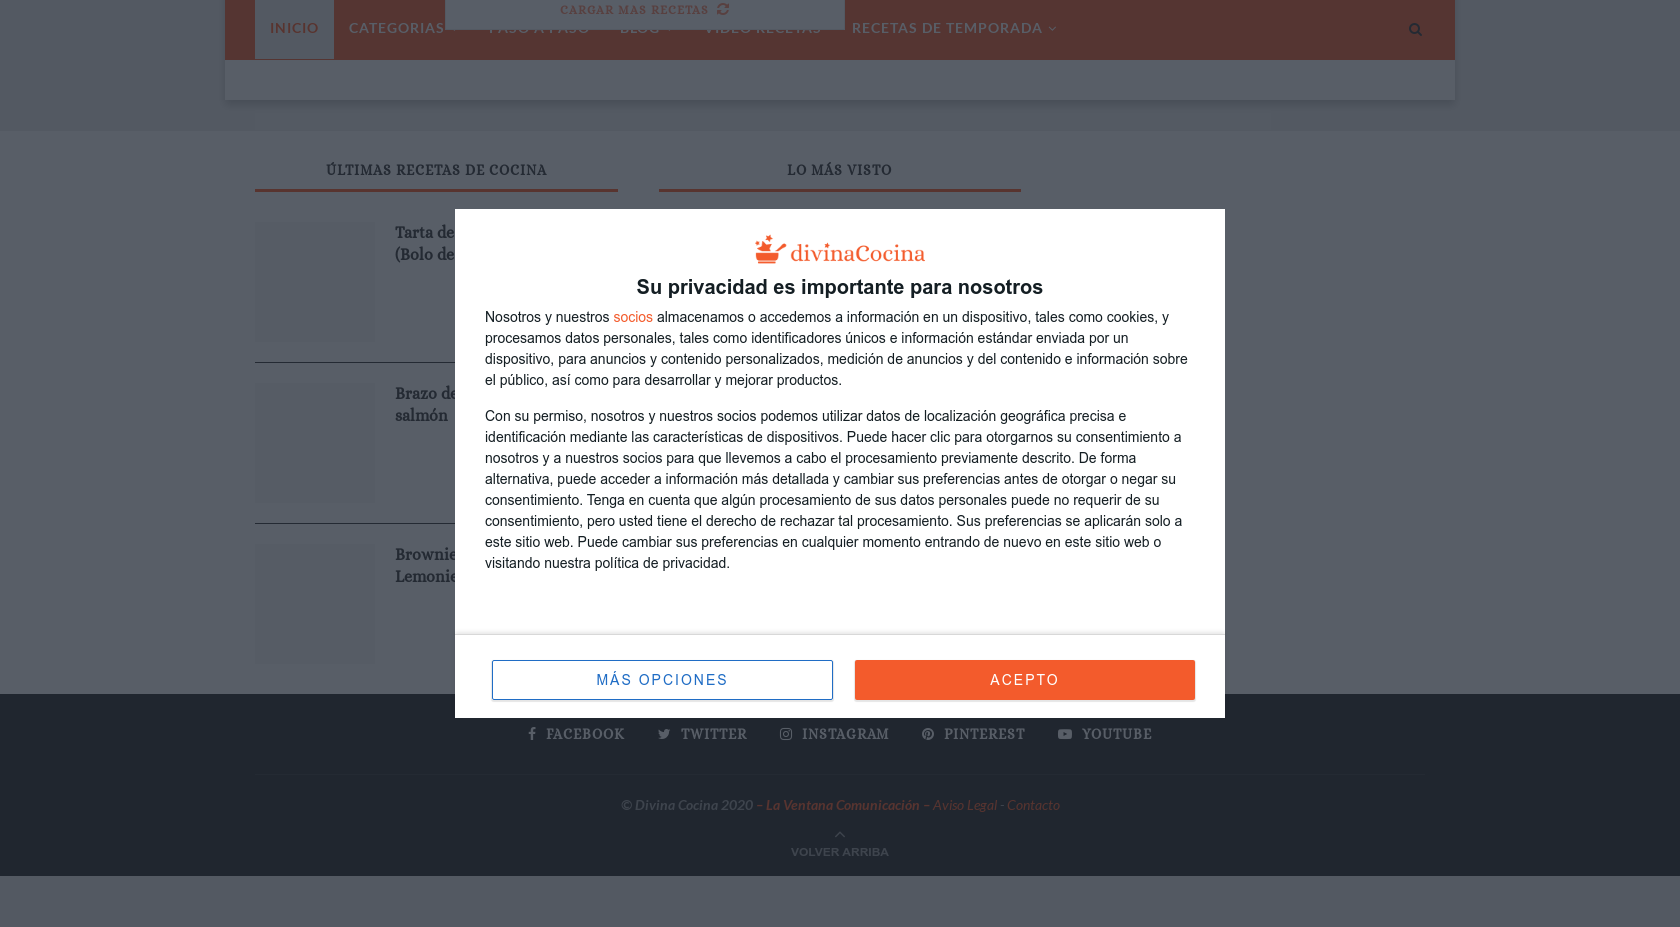 CARGAR MAS RECETAS
INICIO
CATEGORIAS
PASO A PASO
BLOG
VIDEO RECETAS
RECETAS DE TEMPORADA
ÚLTIMAS RECETAS DE COCINA
LO MÁS VISTO
Tarta de
(Bolo de
Brazo de
salmón
Brownie
Lemonie
divinaCocina
Su privacidad es importante para nosotros
Nosotros y nuestros socios almacenamos o accedemos a información en un dispositivo, tales como cookies, y
procesamos datos personales, tales como identificadores únicos e información estándar enviada por un
dispositivo, para anuncios y contenido personalizados, medición de anuncios y del contenido e información sobre
el público, así como para desarrollar y mejorar productos.
Con su permiso, nosotros y nuestros socios podemos utilizar datos de localización geográfica precisa e
identificación mediante las características de dispositivos. Puede hacer clic para otorgarnos su consentimiento a
nosotros y a nuestros socios para que llevemos a cabo el procesamiento previamente descrito. De forma
alternativa, puede acceder a información más detallada y cambiar sus preferencias antes de otorgar o negar su
consentimiento. Tenga en cuenta que algún procesamiento de sus datos personales puede no requerir de su
consentimiento, pero usted tiene el derecho de rechazar tal procesamiento. Sus preferencias se aplicarán solo a
este sitio web. Puede cambiar sus preferencias en cualquier momento entrando de nuevo en este sitio web o
visitando nuestra política de privacidad.
MÁS OPCIONES
ACEPTO
FACEBOOK
TWITTER
INSTAGRAM
PINTEREST
YOUTUBE
© Divina Cocina 2020 – La Ventana Comunicación – Aviso Legal - Contacto
VOLVER ARRIBA